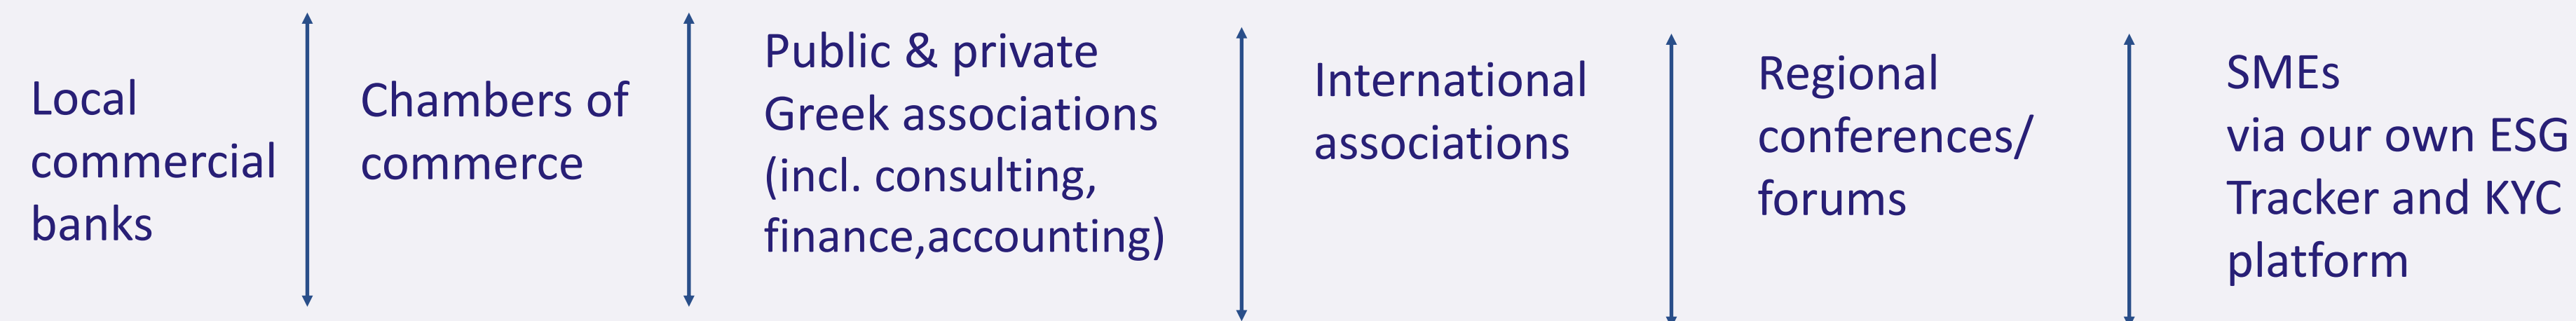 Local
commercial
banks
Chambers of
commerce
Public & private
Greek associations
(incl. consulting,
finance,accounting)
International
associations
Regional
conferences/
forums
SMEs
via our own ESG
Tracker and KYC
platform